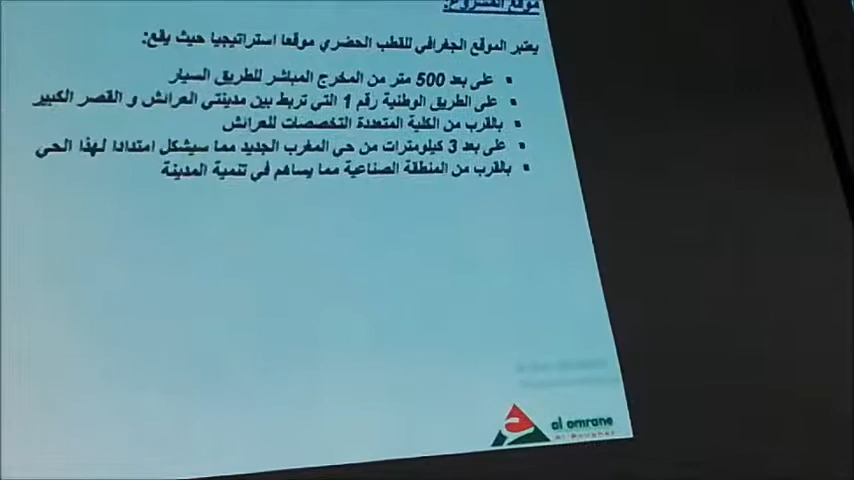 موقع المشروع:
يعتبر الموقع الجغرافي للقطب الحضري موقعا استراتيجيا حيث يقع:
▪ على بعد 500 متر من المخرج المباشر للطريق السيار
▪ على الطريق الوطنية رقم 1 التي تربط بين مدينتي العرائش و القصر الكبير
▪ بالقرب من الكلية المتعددة التخصصات للعرائش
▪ على بعد 3 كيلومترات من حي المغرب الجديد مما سيشكل امتدادا لهذا الحي
▪ بالقرب من المنطقة الصناعية مما يساهم في تنمية المدينة
al omrane